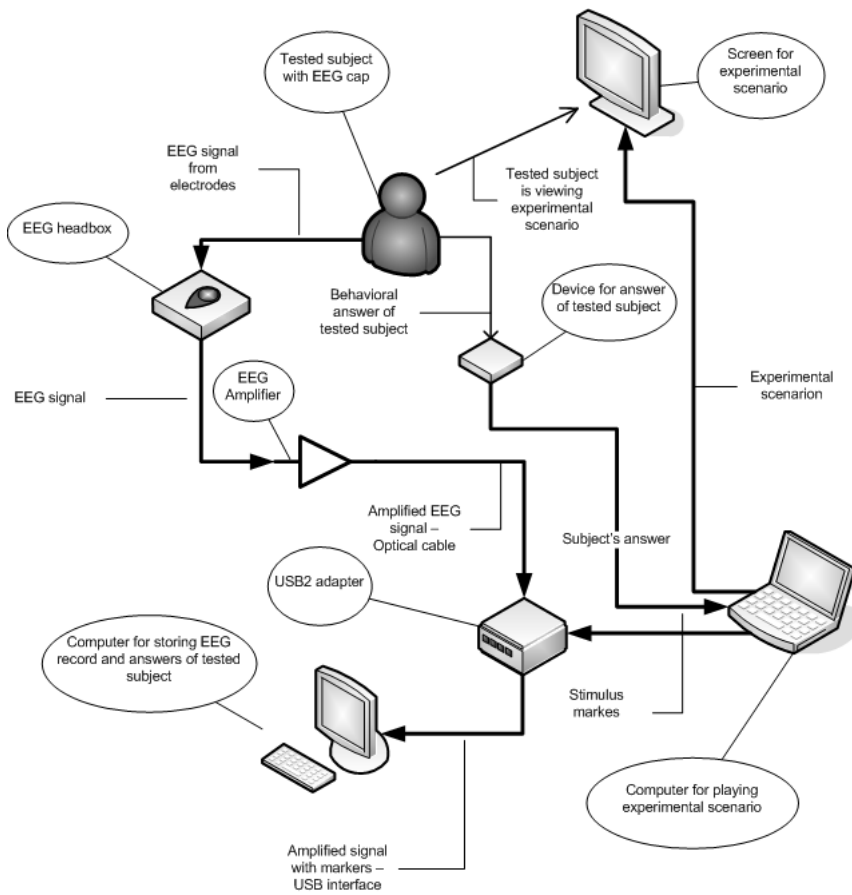 Tested subject
with EEG cap
Screen for
experimental
scenario
EEG signal
from
electrodes
Tested subject
is viewing
experimental
scenario
EEG headbox
Behavioral
answer of
tested subject
Device for answer
of tested subject
EEG signal
EEG
Amplifier
Experimental
scenarion
Amplified EEG
signal –
Optical cable
Subject's answer
USB2 adapter
Computer for storing EEG
record and answers of tested
subject
Stimulus
markes
Computer for playing
experimental scenario
Amplified signal
with markers –
USB interface